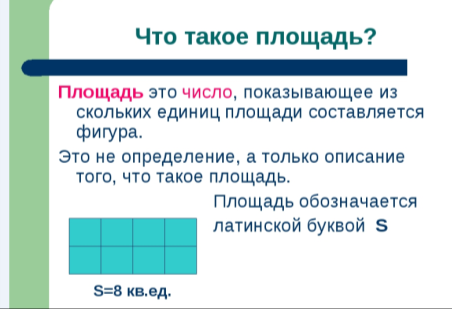 Что такое площадь?
Площадь это число, показывающее из
скольких единиц площади составляется
фигура.
Это не определение, а только описание
того, что такое площадь.
Площадь обозначается
латинской буквой S
S=8 кв.ед.